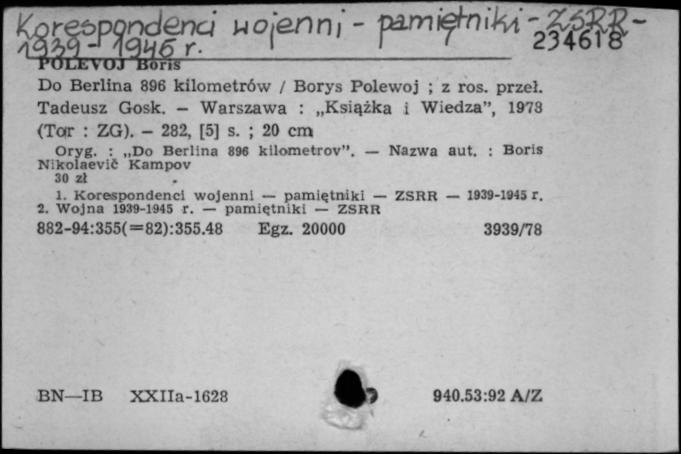 Korespondenci wojenni - pamiętniki - ZSRR -
234618
1939 - 1945 r.
POLEVOJ Boris
Do Berlina 896 kilometrów / Borys Polewoj ; z ros. przeł.
Tadeusz Gosk. — Warszawa : „Książka i Wiedza”, 1978
(Tor : ZG). — 282, [5] s. ; 20 cm
Oryg. : „Do Berlina 896 kilometrov”. — Nazwa aut. : Boris
Nikolaevič Kampov
30 zł
1. Korespondenci wojenni — pamiętniki — ZSRR — 1939-1945 r.
2. Wojna 1939-1945 r. — pamiętniki — ZSRR
882-94:355(=82):355.48 Egz. 20000 3939/78
BN—IB XXIIa-1628 940.53:92 A/Z